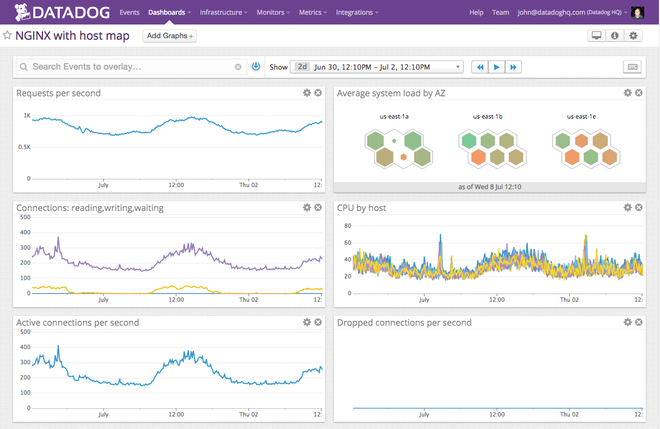 DATADOG Events Dashboards Infrastructure Monitors Metrics Integrations Help Team john@datadoghq.com (Datadog HQ)
NGINX with host map Add Graphs+
Search Events to overlay... Show 2d Jun 30, 12:10PM - Jul 2, 12:10PM
Requests per second
1K
0.5K
0
July 12:00 Thu 02 12:
Average system load by AZ
us-east-1a us-east-1b us-east-1e
as of Wed 8 Jul 12:10
Connections: reading,writing,waiting
500
400
300
200
100
0
July 12:00 Thu 02 12:
CPU by host
80
60
40
20
0
July 12:00 Thu 02 12:
Active connections per second
500
400
300
200
100
0
July 12:00 Thu 02 12:
Dropped connections per second
July 12:00 Thu 02 12: